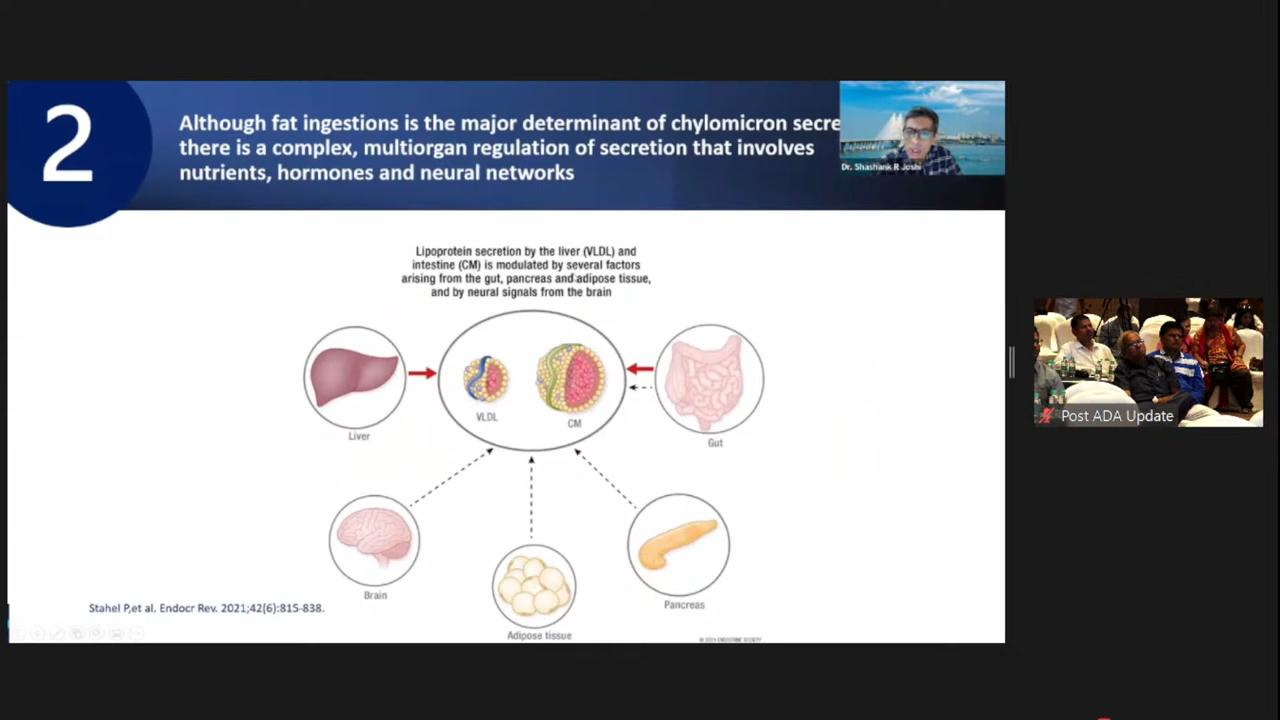 2
Although fat ingestions is the major determinant of chylomicron secre
there is a complex, multiorgan regulation of secretion that involves
nutrients, hormones and neural networks
Dr. Shashank R Joshi
Lipoprotein secretion by the liver (VLDL) and
intestine (CM) is modulated by several factors
arising from the gut, pancreas and adipose tissue,
and by neural signals from the brain
VLDL
CM
Liver
Gut
Post ADA Update
Brain
Pancreas
Adipose tissue
Stahel P,et al. Endocr Rev. 2021;42(6):815-838.
© 2021 ENDOCRINE SOCIETY